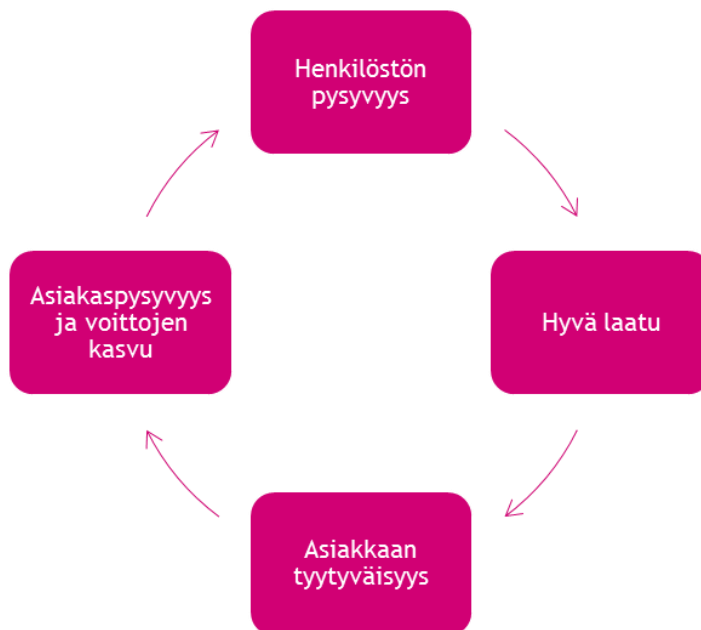 Henkilöstön
pysyvyys
Hyvä laatu
Asiakkaan
tyytyväisyys
Asiakaspysyvyys
ja voittojen
kasvu